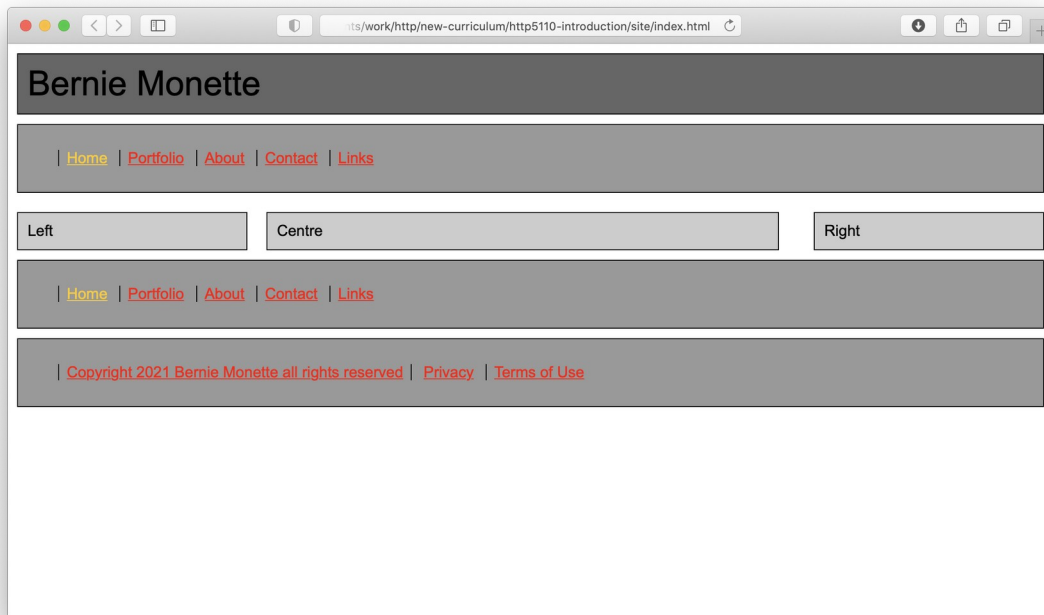 nts/work/http/new-curriculum/http5110-introduction/site/index.html
Bernie Monette
| Home | Portfolio | About | Contact | Links
Left Centre Right
| Home | Portfolio | About | Contact | Links
| Copyright 2021 Bernie Monette all rights reserved | Privacy | Terms of Use